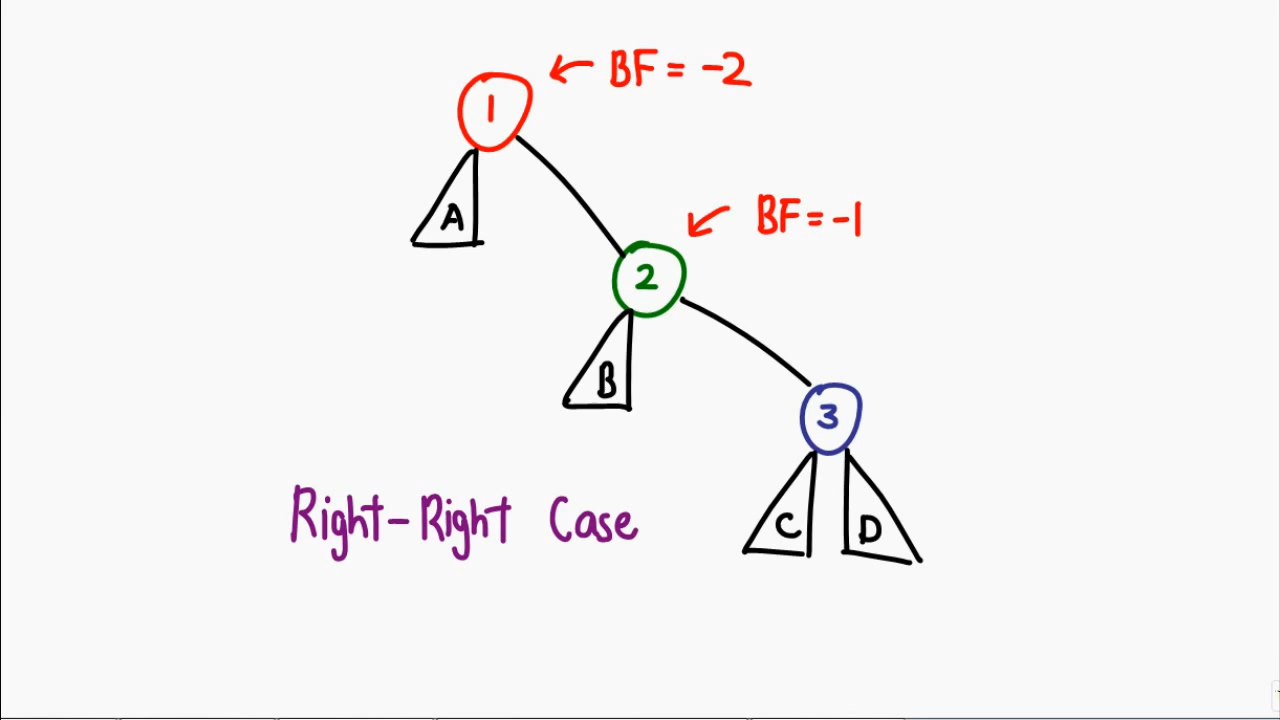 1
BF = -2
A
2
BF = -1
B
3
C
D
Right-Right Case